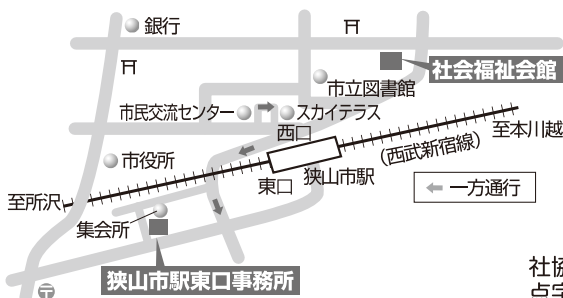 銀行
社会福祉会館
市立図書館
市民交流センター
スカイテラス
西口
至本川越
（西武新宿線）
市役所
狭山市駅
東口
一方通行
至所沢
集会所
狭山市駅東口事務所
社協